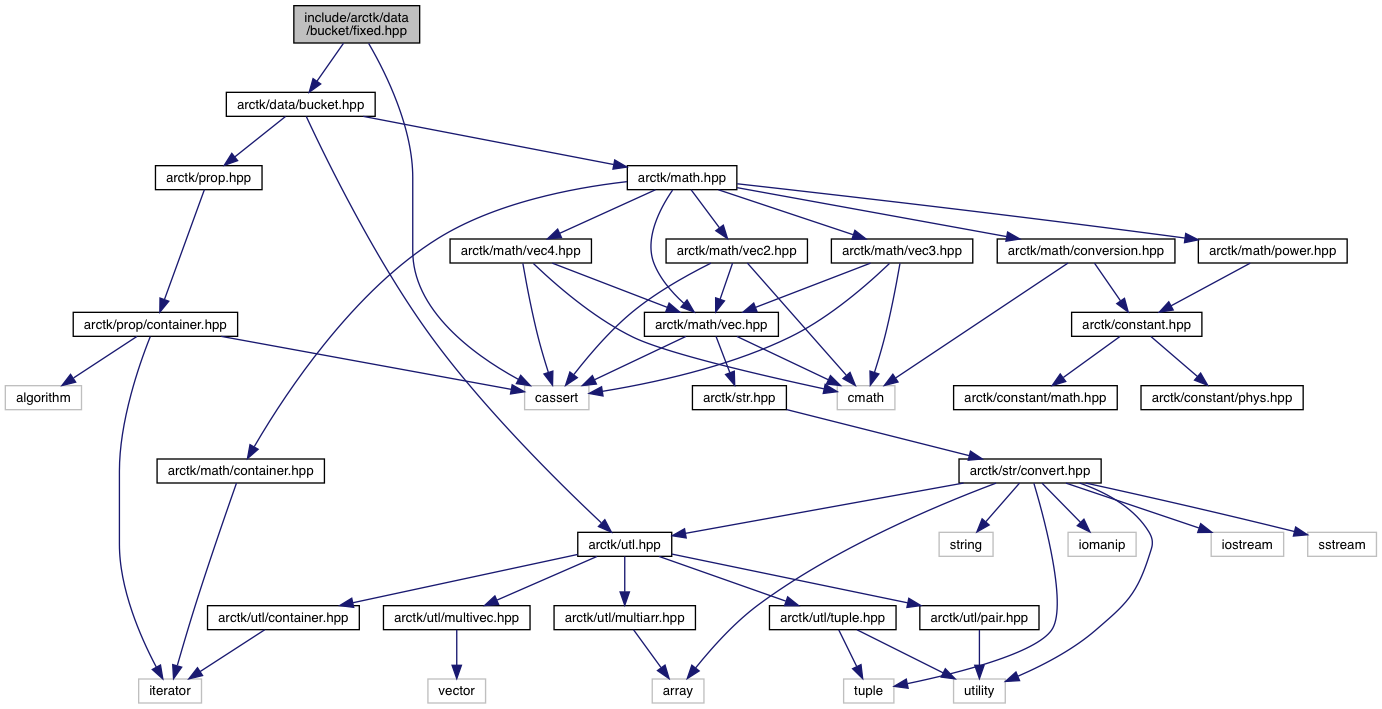 include/arctk/data
/bucket/fixed.hpp
arctk/data/bucket.hpp
arctk/prop.hpp
arctk/math.hpp
arctk/math/vec4.hpp
arctk/math/vec2.hpp
arctk/math/vec3.hpp
arctk/math/conversion.hpp
arctk/math/power.hpp
arctk/prop/container.hpp
arctk/math/vec.hpp
arctk/constant.hpp
algorithm
cassert
arctk/str.hpp
cmath
arctk/constant/math.hpp
arctk/constant/phys.hpp
arctk/math/container.hpp
arctk/str/convert.hpp
arctk/utl.hpp
string
iomanip
iostream
sstream
arctk/utl/container.hpp
arctk/utl/multivec.hpp
arctk/utl/multiarr.hpp
arctk/utl/tuple.hpp
arctk/utl/pair.hpp
iterator
vector
array
tuple
utility